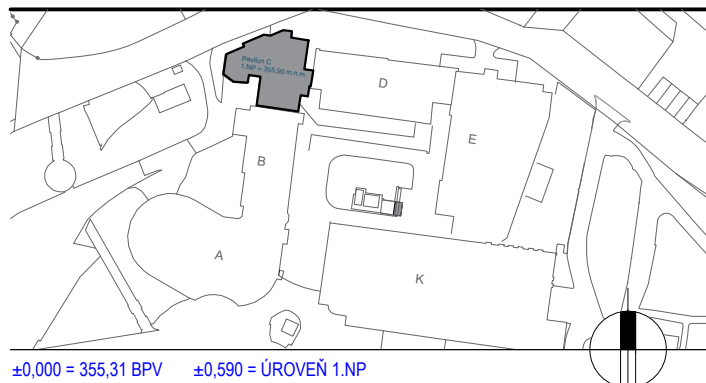 Pavilon C
1.NP = 355,90 m.n.m.
D
E
B
A
K
±0,000 = 355,31 BPV ±0,590 = ÚROVEŇ 1.NP